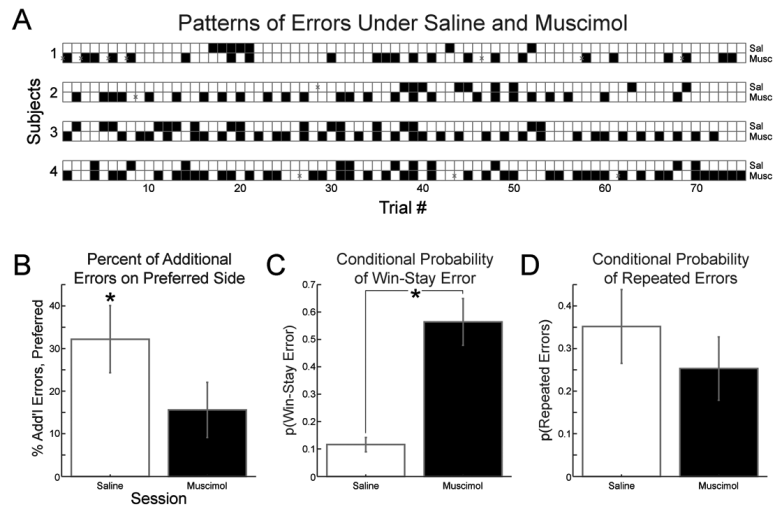 A
Patterns of Errors Under Saline and Muscimol
Subjects
1
Sal
Musc
2
Sal
Musc
3
Sal
Musc
4
Sal
Musc
10 20 30 40 50 60 70
Trial #
B
Percent of Additional
Errors on Preferred Side
% Add'l Errors, Preferred
40
30
20
10
0
*
Saline Muscimol
Session
C
Conditional Probability
of Win-Stay Error
p(Win-Stay Error)
0.7
0.6
0.5
0.4
0.3
0.2
0.1
0
*
Saline Muscimol
D
Conditional Probability
of Repeated Errors
p(Repeated Errors)
0.4
0.3
0.2
0.1
0
Saline Muscimol